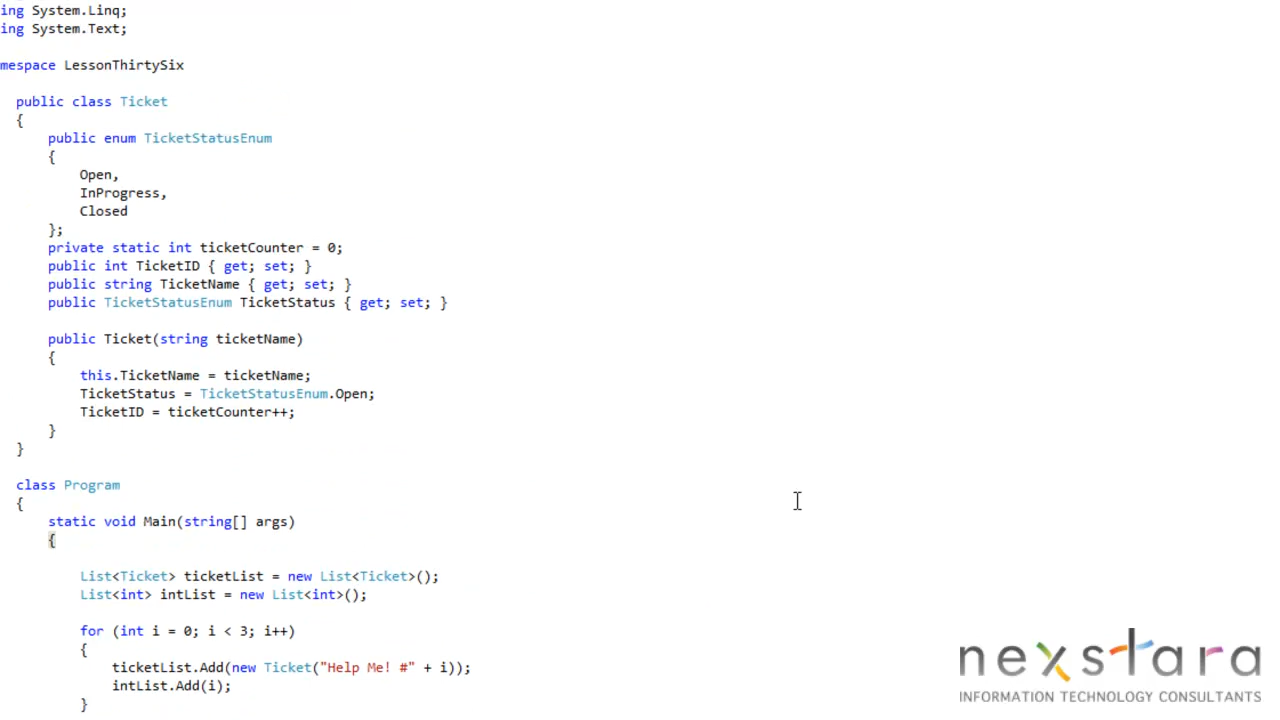 ing System.Linq;
ing System.Text;
mespace LessonThirtySix
public class Ticket
{
public enum TicketStatusEnum
{
Open,
InProgress,
Closed
};
private static int ticketCounter = 0;
public int TicketID { get; set; }
public string TicketName { get; set; }
public TicketStatusEnum TicketStatus { get; set; }
public Ticket(string ticketName)
{
this.TicketName = ticketName;
TicketStatus = TicketStatusEnum.Open;
TicketID = ticketCounter++;
}
}
class Program
{
static void Main(string[] args)
{
List<Ticket> ticketList = new List<Ticket>();
List<int> intList = new List<int>();
for (int i = 0; i < 3; i++)
{
ticketList.Add(new Ticket("Help Me! #" + i));
intList.Add(i);
}
nexstara
INFORMATION TECHNOLOGY CONSULTANTS